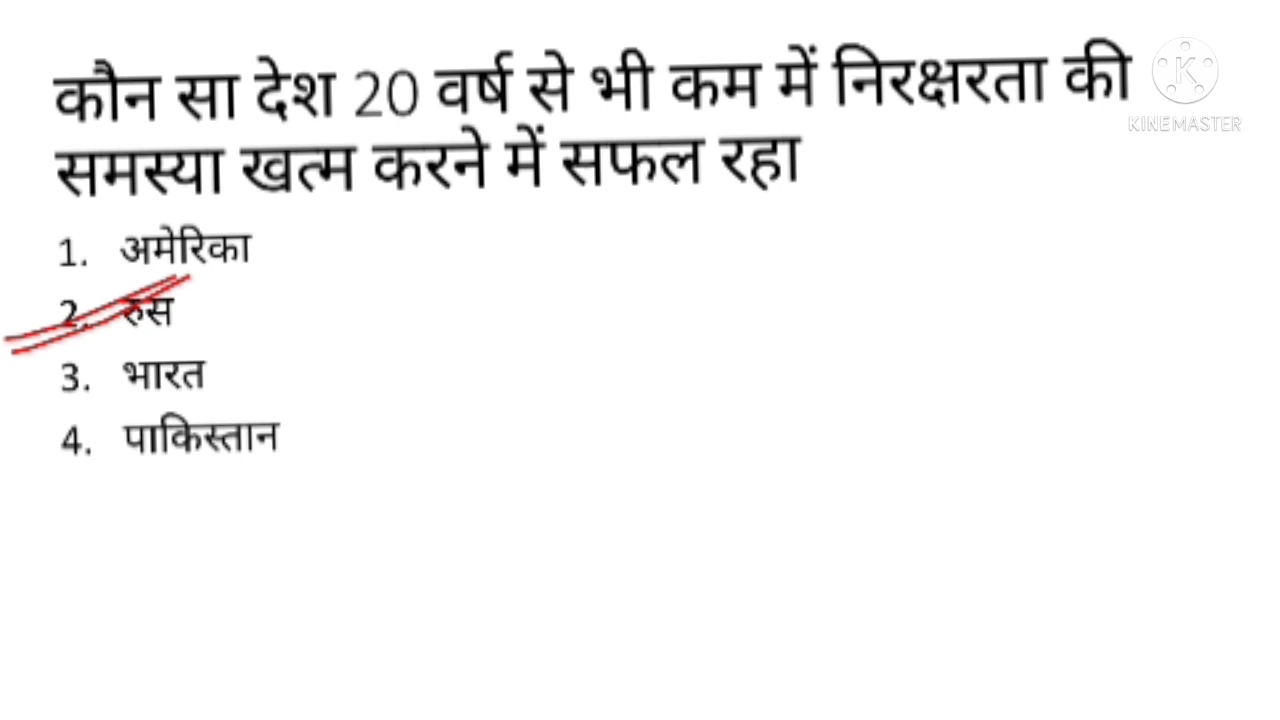 कौन सा देश 20 वर्ष से भी कम में निरक्षरता की
समस्या खत्म करने में सफल रहा
1. अमेरिका
2. रुस
3. भारत
4. पाकिस्तान
K
KINEMASTER